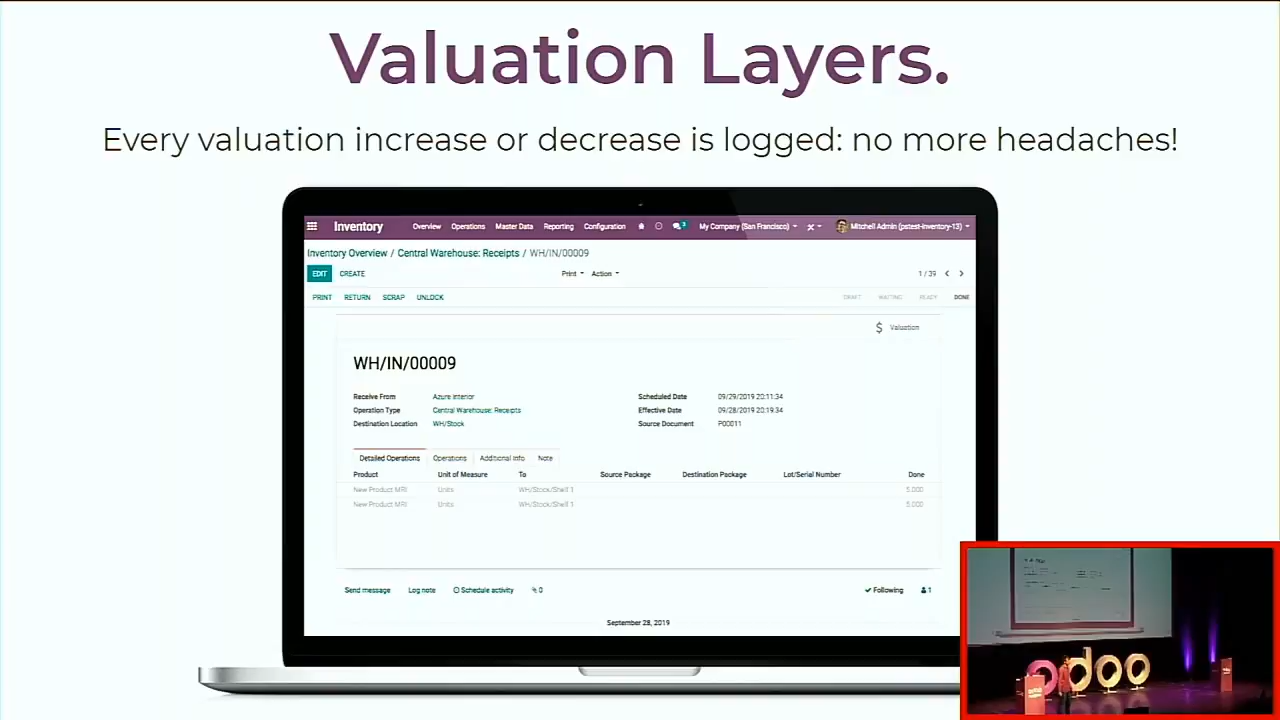 Valuation Layers.
Every valuation increase or decrease is logged: no more headaches!
Inventory Overview Operations Master Data Reporting Configuration 3 My Company (San Francisco) Mitchell Admin (pstest-inventory-13)
Inventory Overview / Central Warehouse: Receipts / WH/IN/00009
EDIT CREATE Print Action 1 / 39
PRINT RETURN SCRAP UNLOCK DRAFT WAITING READY DONE
$ Valuation
WH/IN/00009
Receive From Azure Interior Scheduled Date 09/29/2019 20:11:34
Operation Type Central Warehouse: Receipts Effective Date 09/28/2019 20:19:34
Destination Location WH/Stock Source Document P00011
Detailed Operations Operations Additional Info Note
Product Unit of Measure To Source Package Destination Package Lot/Serial Number Done
New Product MRI Units WH/Stock/Shelf 1 5.000
New Product MRI Units WH/Stock/Shelf 1 5.000
Send message Log note Schedule activity 0 Following 1
September 28, 2019
odoo